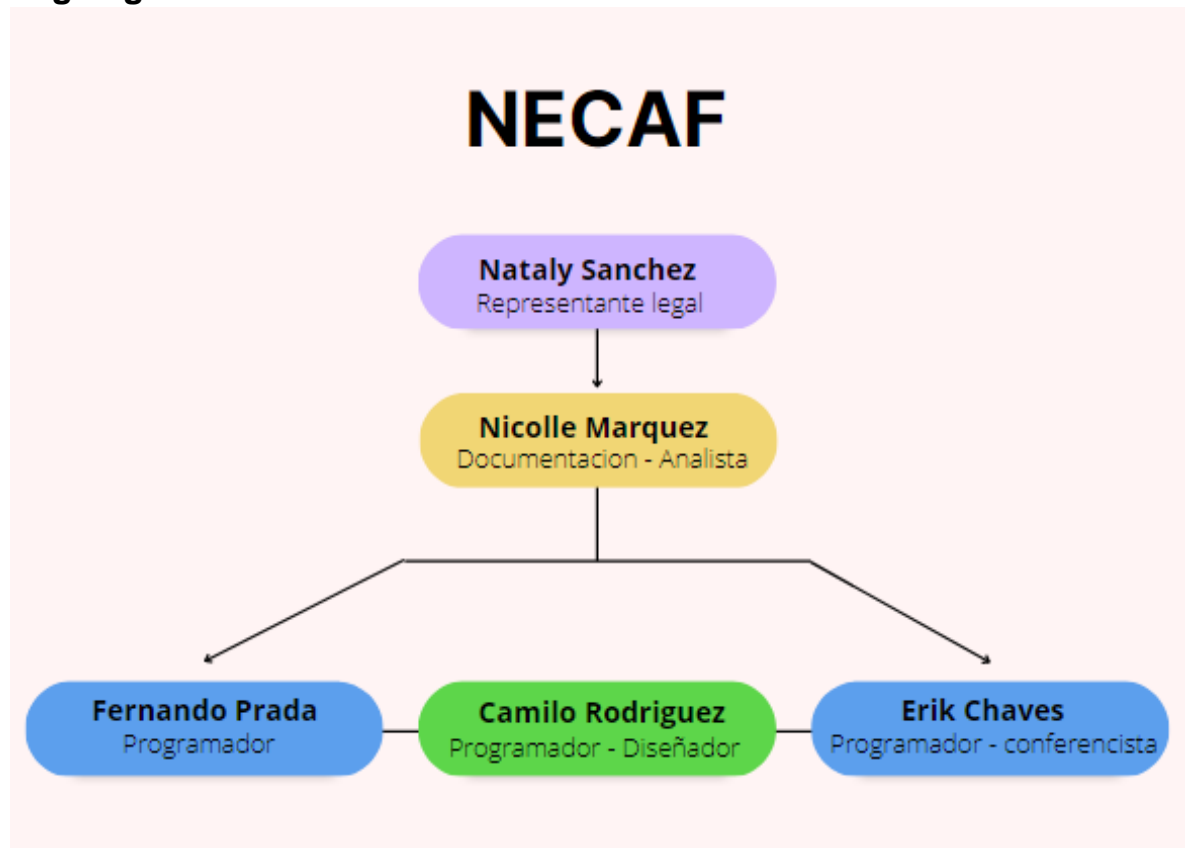 NECAF
Nataly Sanchez
Representante legal
Nicolle Marquez
Documentacion - Analista
Fernando Prada
Programador
Camilo Rodriguez
Programador - Diseñador
Erik Chaves
Programador - conferencista